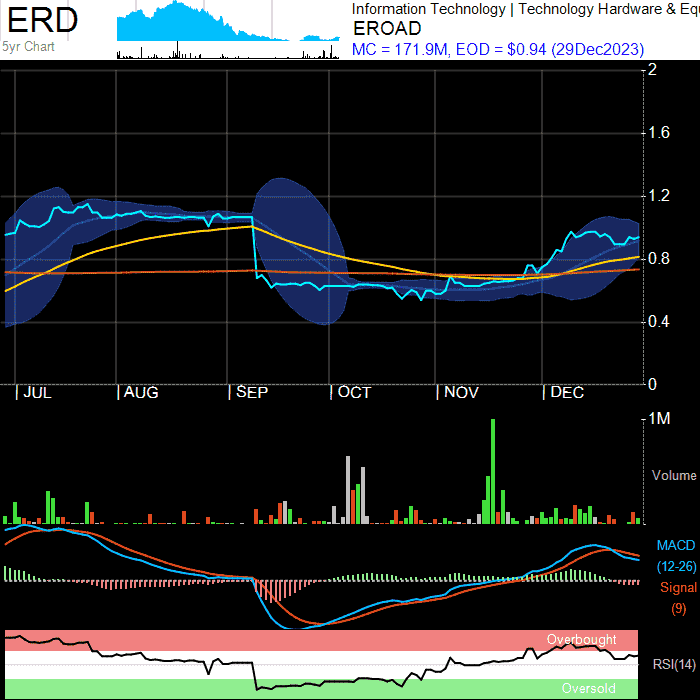 ERD
5yr Chart
Information Technology | Technology Hardware & Equ
EROAD
MC = 171.9M, EOD = $0.94 (29Dec2023)
2
1.6
1.2
0.8
0.4
0
JUL AUG SEP OCT NOV DEC
1M
Volume
MACD
(12-26)
Signal
(9)
Overbought
RSI(14)
Oversold